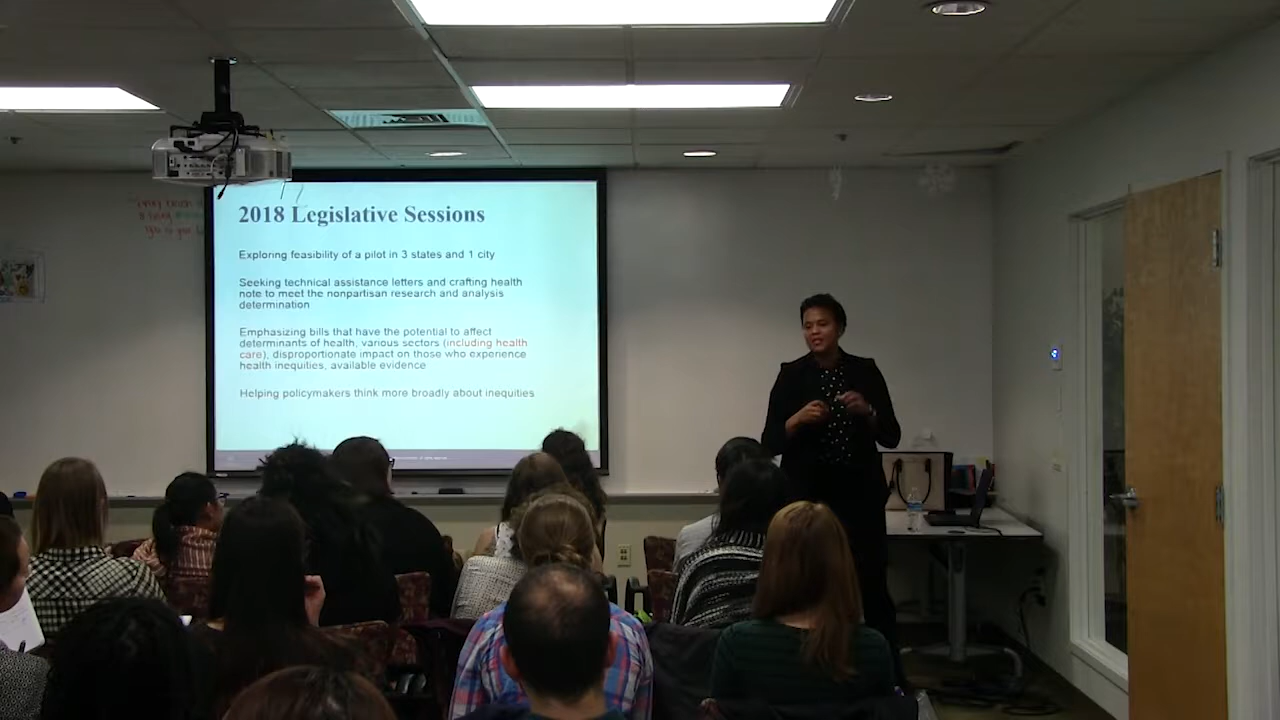 2018 Legislative Sessions
Exploring feasibility of a pilot in 3 states and 1 city
Seeking technical assistance letters and crafting health
note to meet the nonpartisan research and analysis
determination
Emphasizing bills that have the potential to affect
determinants of health, various sectors (including health
care), disproportionate impact on those who experience
health inequities, available evidence
Helping policymakers think more broadly about inequities